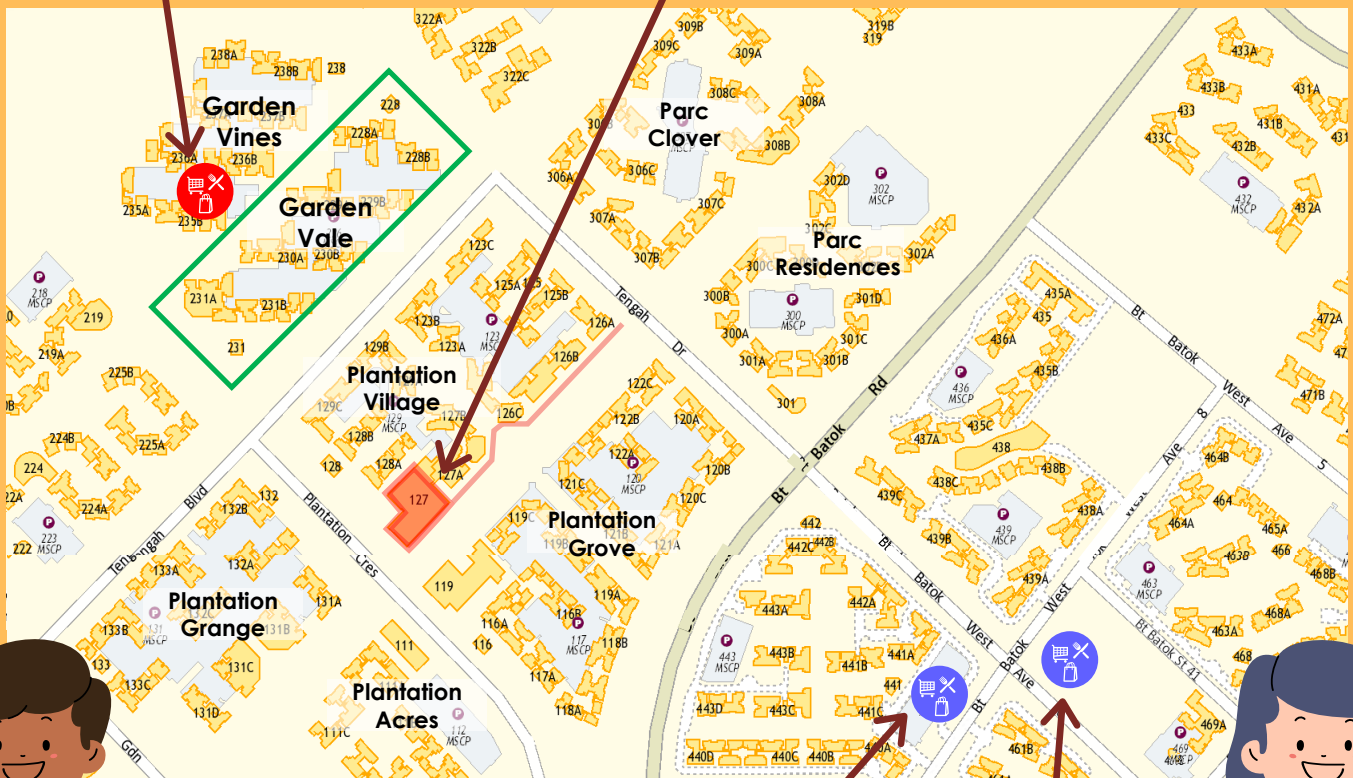 322A
309B
319B
319
309C
309A
322B
322C
433A
238A
238B
238
433B
431A
Garden
Vines
228
308C
308A
Parc
Clover
433
431B
433C
432B
228A
308B
236A
236B
228B
306C
306A
302D
302
MSCP
432
MSCP
235A
235B
Garden
Vale
229B
307C
307A
432A
302C
Parc
Residences
302A
123C
230A
230B
307B
300C
218
MSCP
231A
231B
125A
125B
300B
301D
435A
219
Tengah
Dr
300
MSCP
435
Bt
Batok
West
Ave
5
472A
123B
123
126A
300A
301C
436A
219A
231
129B
123A
126B
301A
301B
435B
225B
Plantation
Village
122C
436
MSCP
471B
129C
129
MSCP
127B
126C
122B
120A
301
Bt
Batok
Rd
435C
224B
225A
128B
437A
438
464B
224
128
128A
127A
122A
120
MSCP
120B
438B
127
121C
438C
132
Tengah
Blvd
120C
439C
464
224A
132B
Plantation
Cres
119C
Plantation
Grove
439
MSCP
438A
464A
465A
223
MSCP
222
119B
121B
121A
442
442B
442C
439B
463B
466
133A
132A
119
119A
439A
463
MSCP
468B
Plantation
Grange
131A
116B
443A
442A
468A
131
MSCP
131B
133B
116A
117
MSCP
118B
Bt
Batok
West
Ave
463A
111
116
443
MSCP
443B
441A
Bt
Batok
West
Ave
8
468
133
131C
117A
441B
Bt Batok St 41
133C
Plantation
Acres
441
131D
118A
443D
443C
441C
469A
112
MSCP
111C
440D
440C
440B
440A
461B
469
MSCP
Gdn